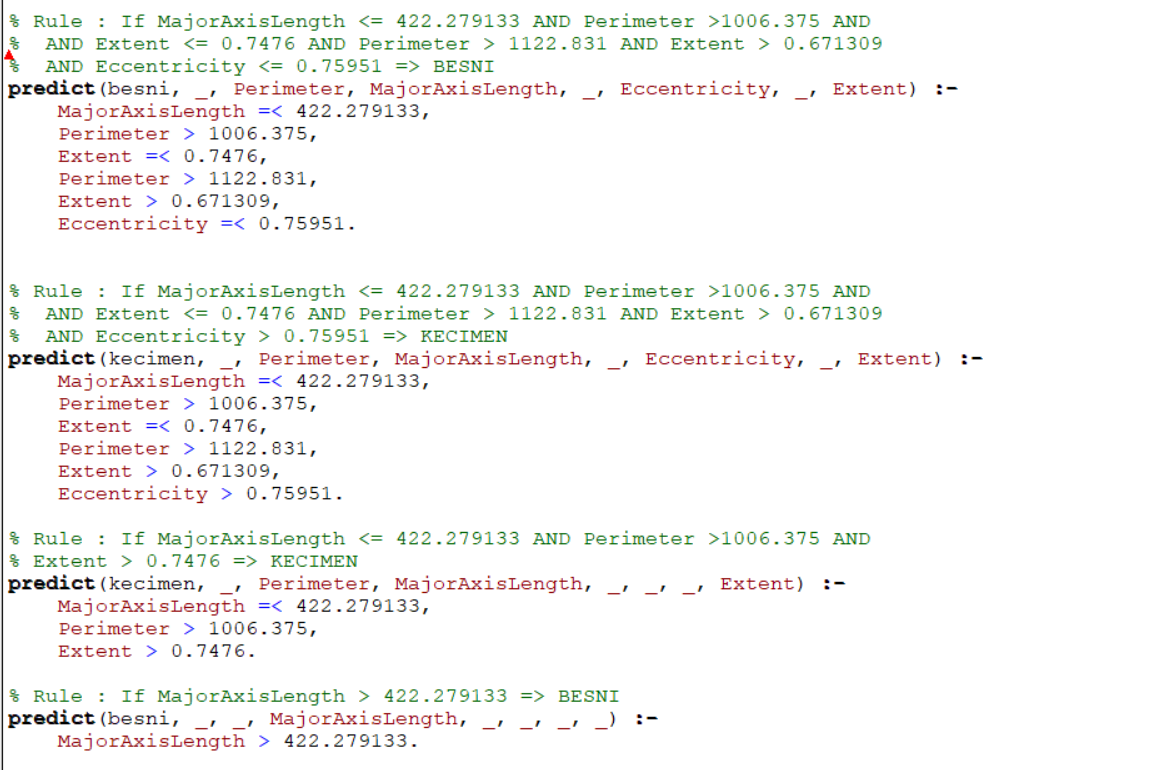 % Rule : If MajorAxisLength <= 422.279133 AND Perimeter >1006.375 AND
%  AND Extent <= 0.7476 AND Perimeter > 1122.831 AND Extent > 0.671309
%  AND Eccentricity <= 0.75951 => BESNI
predict(besni, _, Perimeter, MajorAxisLength, _, Eccentricity, _, Extent) :-
    MajorAxisLength =< 422.279133,
    Perimeter > 1006.375,
    Extent =< 0.7476,
    Perimeter > 1122.831,
    Extent > 0.671309,
    Eccentricity =< 0.75951.
% Rule : If MajorAxisLength <= 422.279133 AND Perimeter >1006.375 AND
%  AND Extent <= 0.7476 AND Perimeter > 1122.831 AND Extent > 0.671309
%  AND Eccentricity > 0.75951 => KECIMEN
predict(kecimen, _, Perimeter, MajorAxisLength, _, Eccentricity, _, Extent) :-
    MajorAxisLength =< 422.279133,
    Perimeter > 1006.375,
    Extent =< 0.7476,
    Perimeter > 1122.831,
    Extent > 0.671309,
    Eccentricity > 0.75951.
% Rule : If MajorAxisLength <= 422.279133 AND Perimeter >1006.375 AND
% Extent > 0.7476 => KECIMEN
predict(kecimen, _, Perimeter, MajorAxisLength, _, _, _, Extent) :-
    MajorAxisLength =< 422.279133,
    Perimeter > 1006.375,
    Extent > 0.7476.
% Rule : If MajorAxisLength > 422.279133 => BESNI
predict(besni, _, _, MajorAxisLength, _, _, _, _) :-
    MajorAxisLength > 422.279133.